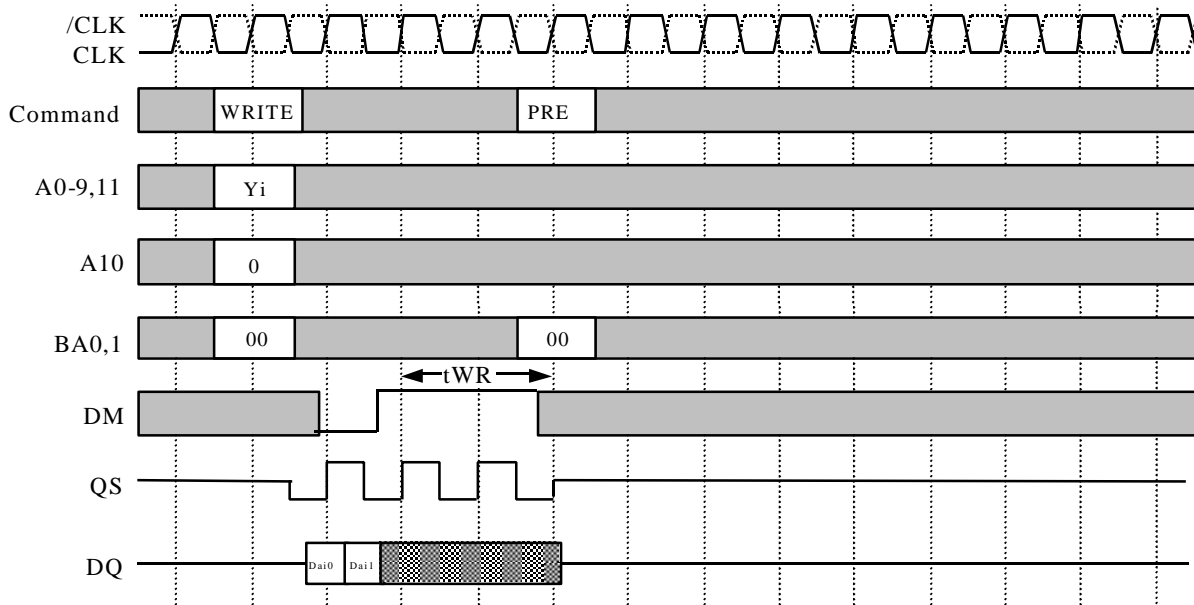 /CLK
CLK
Command WRITE PRE
A0-9,11 Yi
A10 0
BA0,1 00 00
tWR
DM
QS
DQ Dai0 Dai1